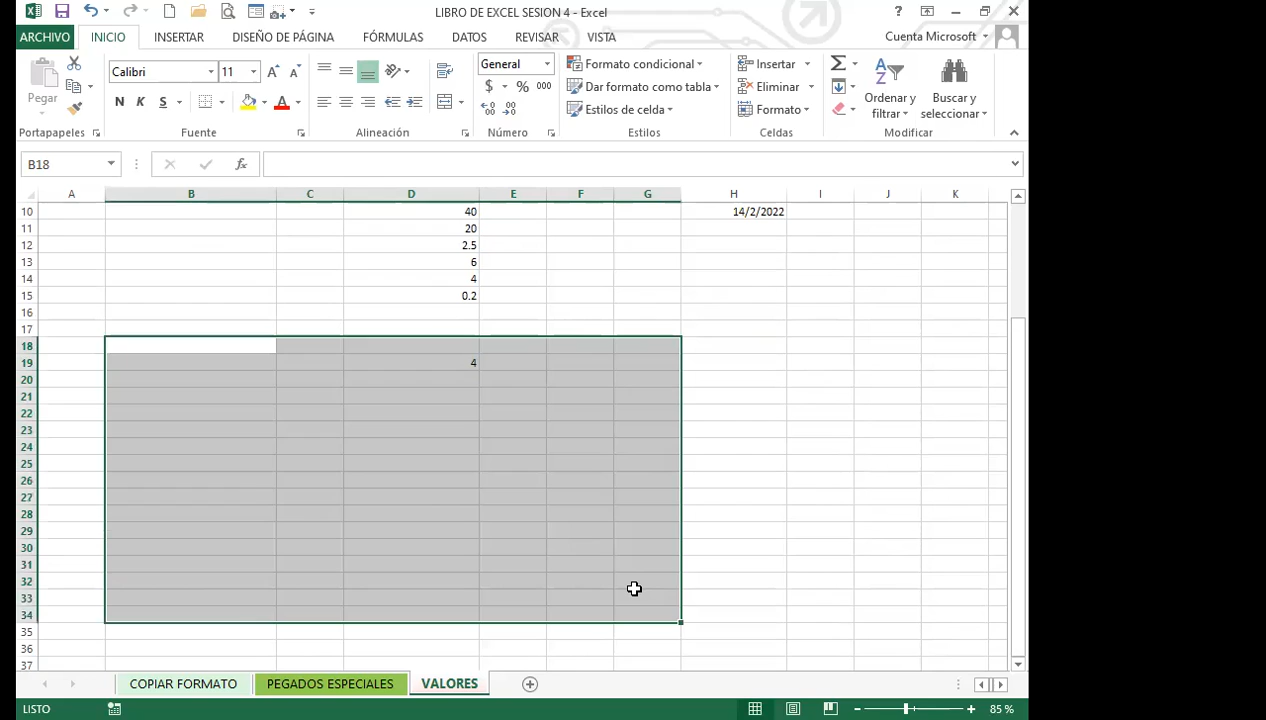 LIBRO DE EXCEL SESION 4 - Excel
ARCHIVO INICIO INSERTAR DISEÑO DE PÁGINA FÓRMULAS DATOS REVISAR VISTA Cuenta Microsoft
Pegar
Calibri 11
N K S
General
$ % 000
Formato condicional
Dar formato como tabla
Estilos de celda
Insertar
Eliminar
Formato
Ordenar y filtrar
Buscar y seleccionar
Portapapeles Fuente Alineación Número Estilos Celdas Modificar
B18 fx
A B C D E F G H I J K
10 40 14/2/2022
11 20
12 2.5
13 6
14 4
15 0.2
16
17
18
19 4
20
21
22
23
24
25
26
27
28
29
30
31
32
33
34
35
36
37
COPIAR FORMATO PEGADOS ESPECIALES VALORES
LISTO 85 %